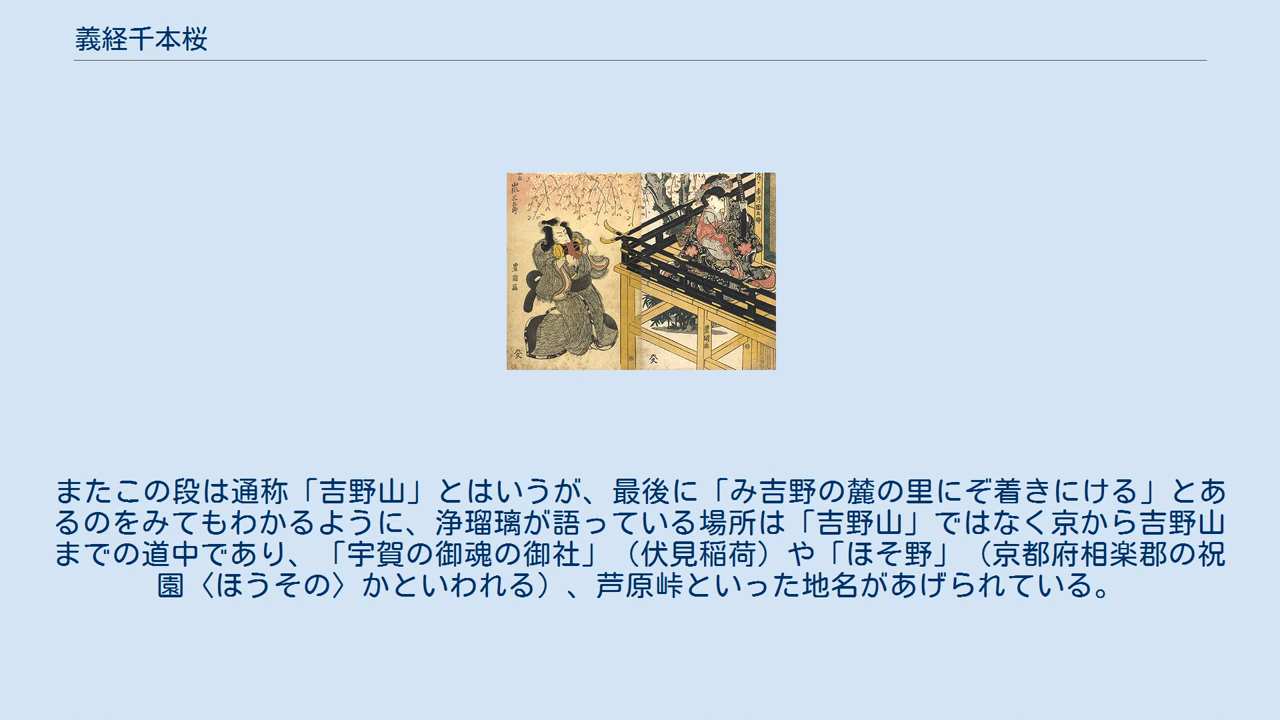 義経千本桜
豊国画
豊国画
またこの段は通称「吉野山」とはいうが、最後に「み吉野の麓の里にぞ着きにける」とあ
るのをみてもわかるように、浄瑠璃が語っている場所は「吉野山」ではなく京から吉野山
までの道中であり、「宇賀の御魂の御社」（伏見稲荷）や「ほそ野」（京都府相楽郡の祝
園〈ほうその〉かといわれる）、芦原峠といった地名があげられている。